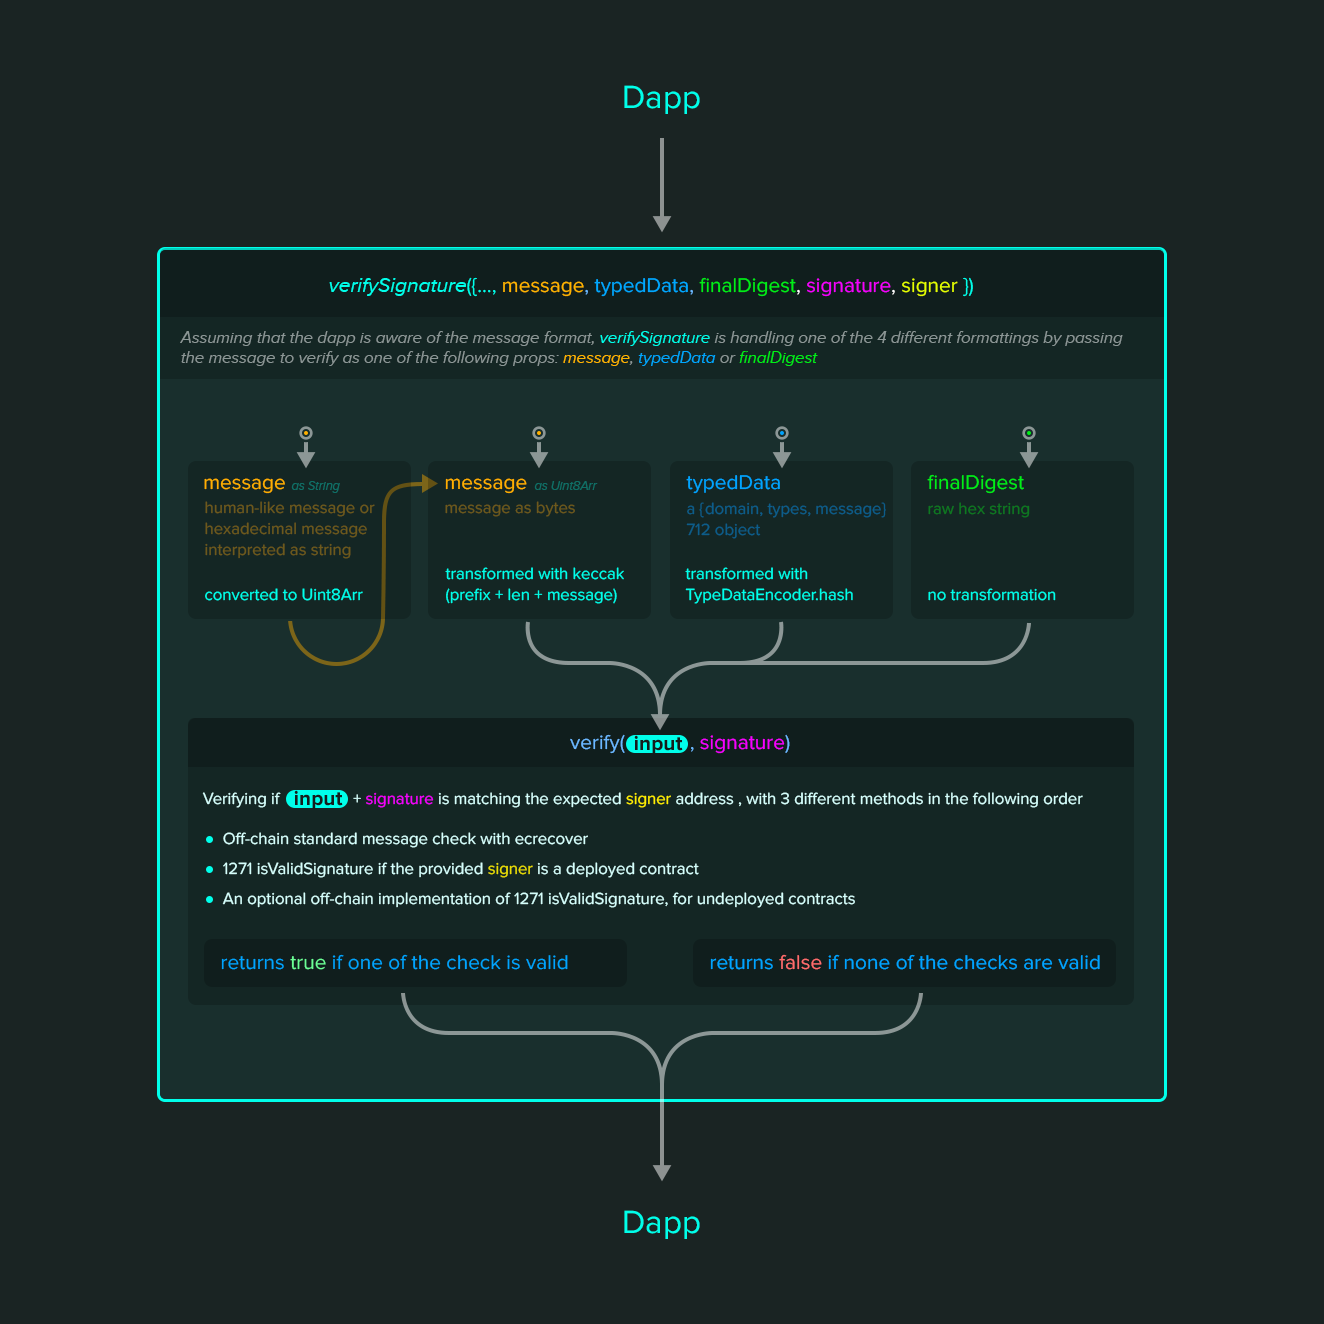 Dapp
verifySignature({..., message, typedData, finalDigest, signature, signer })
Assuming that the dapp is aware of the message format, verifySignature is handling one of the 4 different formattings by passing
the message to verify as one of the following props: message, typedData or finalDigest
message as String
human-like message or
hexadecimal message
interpreted as string
converted to Uint8Arr
message as Uint8Arr
message as bytes
transformed with keccak
(prefix + len + message)
typedData
a {domain, types, message}
712 object
transformed with
TypeDataEncoder.hash
finalDigest
raw hex string
no transformation
verify(input, signature)
Verifying if input + signature is matching the expected signer address , with 3 different methods in the following order
• Off-chain standard message check with ecrecover
• 1271 isValidSignature if the provided signer is a deployed contract
• An optional off-chain implementation of 1271 isValidSignature, for undeployed contracts
returns true if one of the check is valid
returns false if none of the checks are valid
Dapp